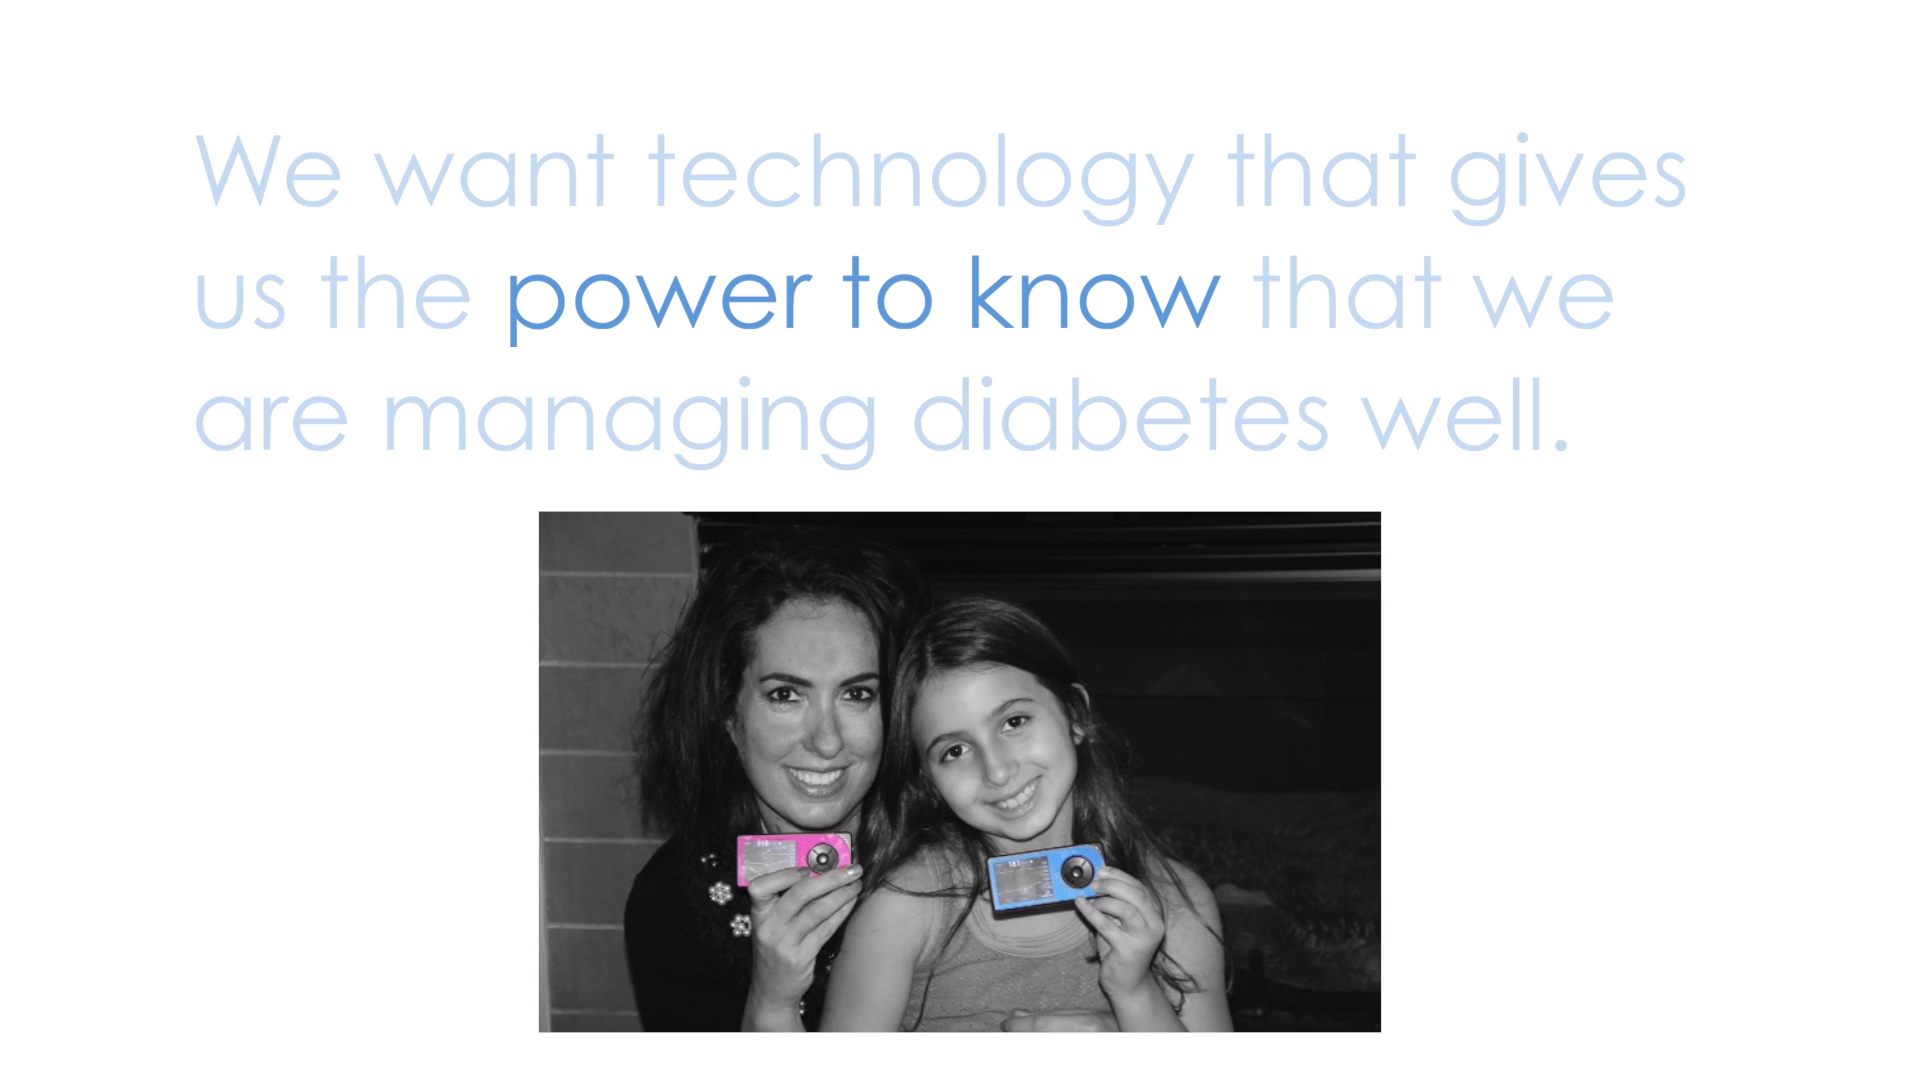 We want technology that gives
us the power to know that we
are managing diabetes well.